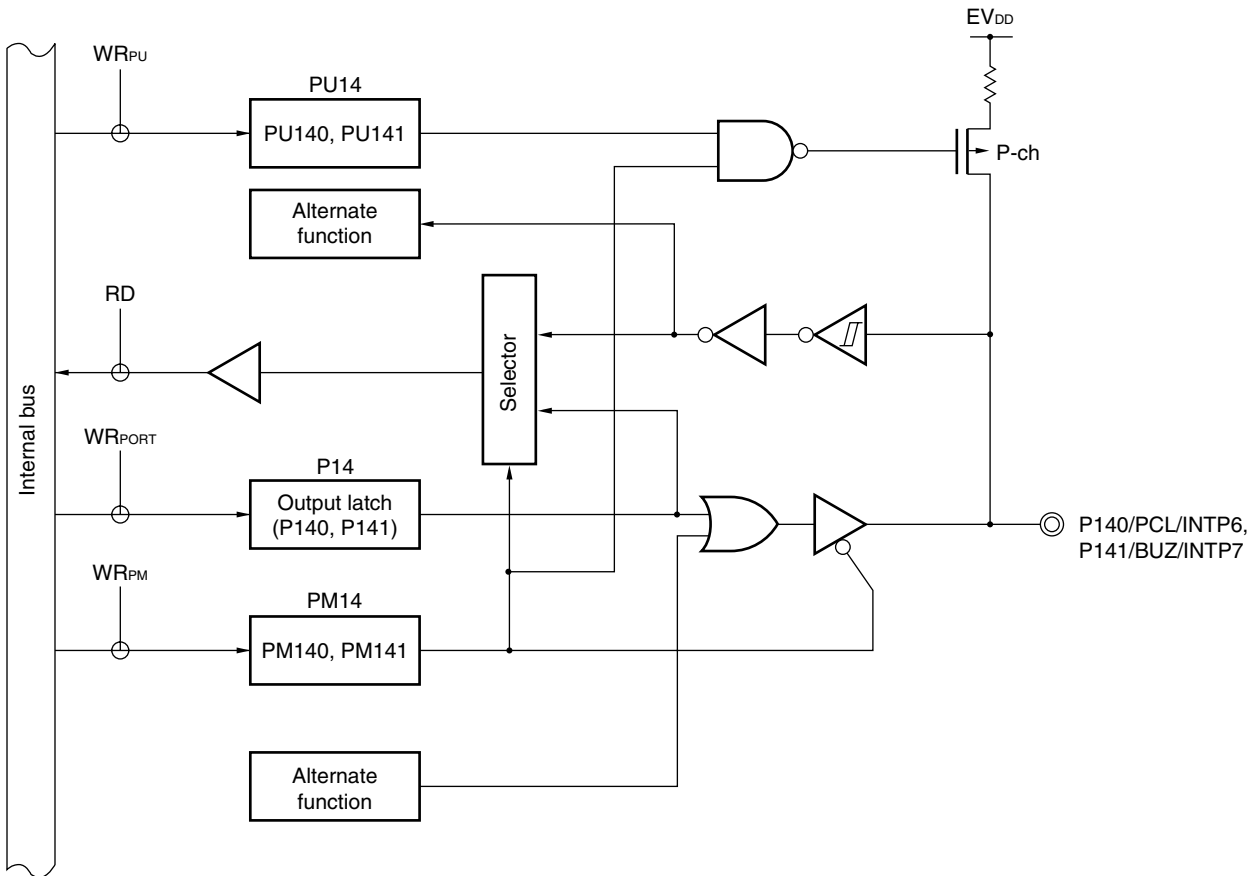 EVDD
WRPU
PU14
PU140, PU141
P-ch
Alternate
function
RD
Selector
Internal bus
WRPORT
P14
Output latch
(P140, P141)
P140/PCL/INTP6,
P141/BUZ/INTP7
WRPM
PM14
PM140, PM141
Alternate
function